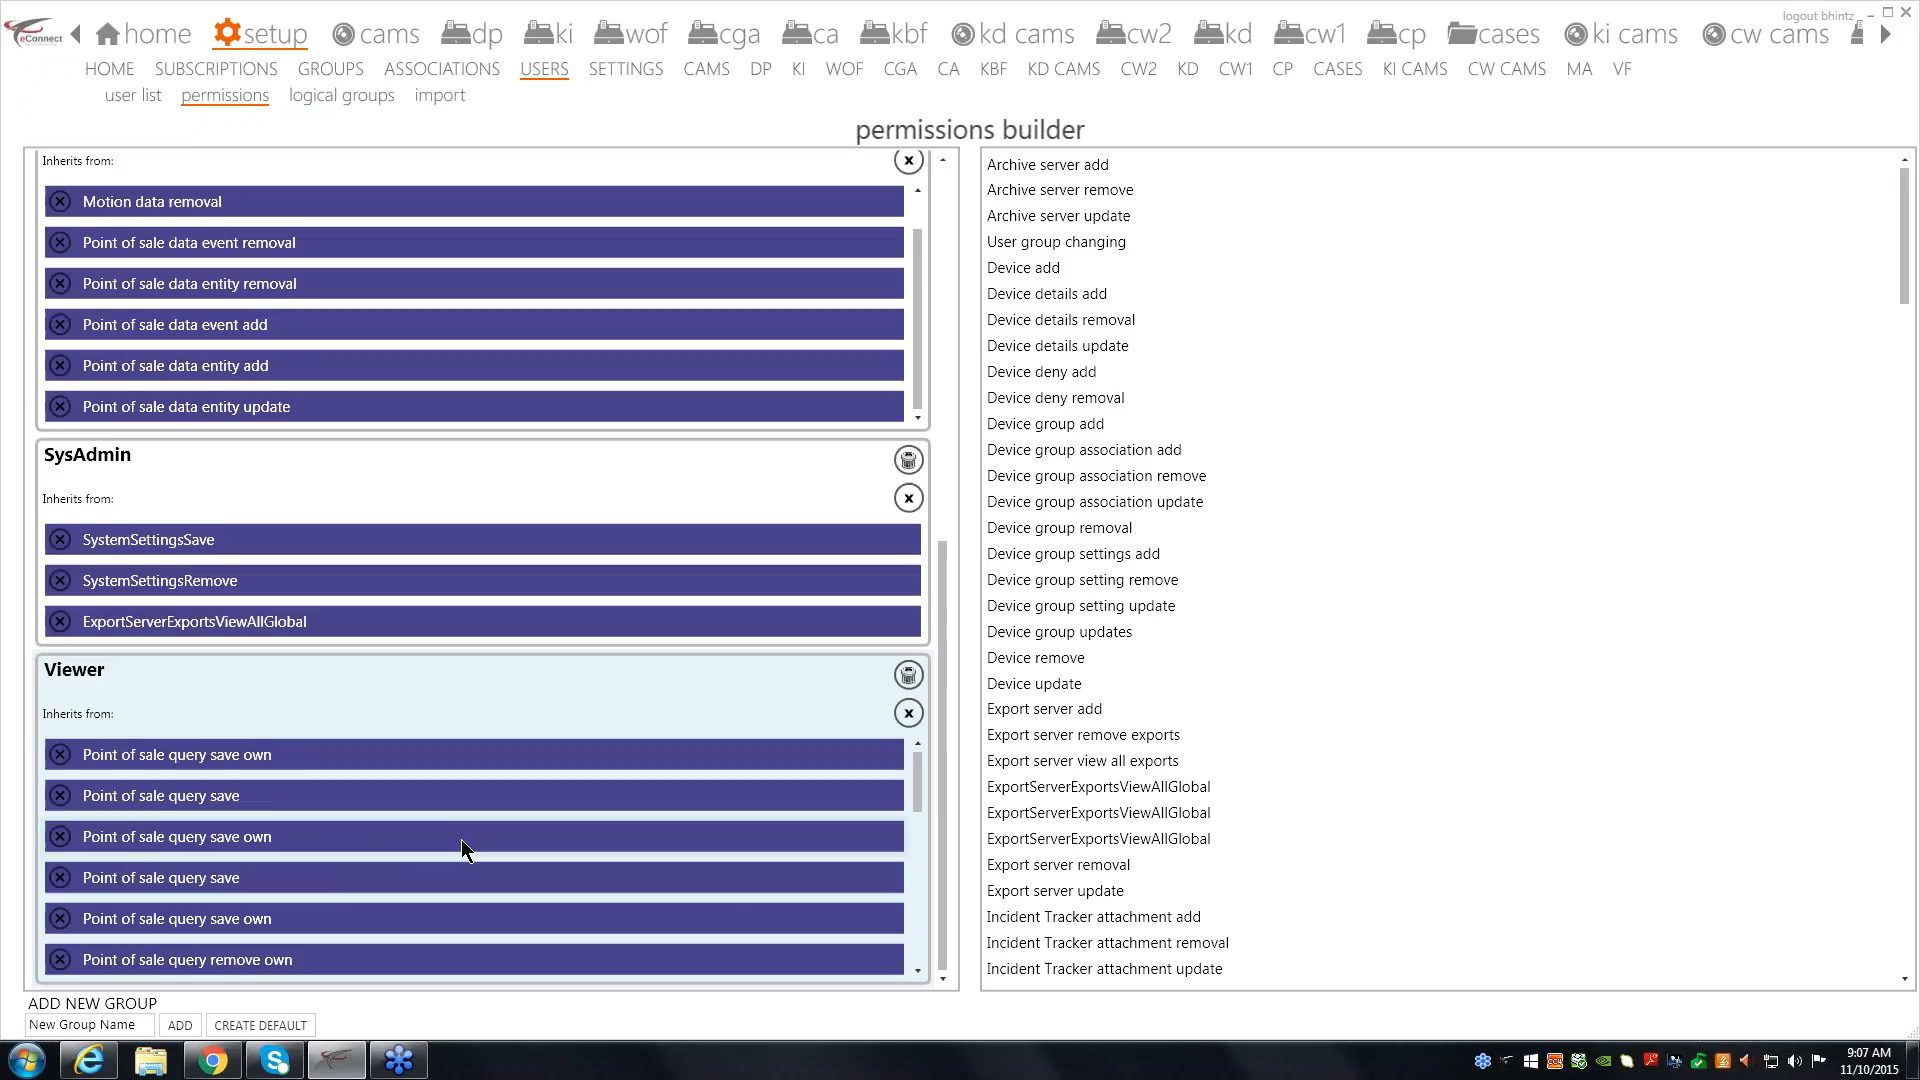 logout bhintz
eConnect home setup cams dp ki wof cga ca kbf kd cams cw2 kd cw1 cp cases ki cams cw cams
HOME SUBSCRIPTIONS GROUPS ASSOCIATIONS USERS SETTINGS CAMS DP KI WOF CGA CA KBF KD CAMS CW2 KD CW1 CP CASES KI CAMS CW CAMS MA VF
user list permissions logical groups import
permissions builder
Inherits from:
Motion data removal
Point of sale data event removal
Point of sale data entity removal
Point of sale data event add
Point of sale data entity add
Point of sale data entity update
SysAdmin
Inherits from:
SystemSettingsSave
SystemSettingsRemove
ExportServerExportsViewAllGlobal
Viewer
Inherits from:
Point of sale query save own
Point of sale query save
Point of sale query save own
Point of sale query save
Point of sale query save own
Point of sale query remove own
Archive server add
Archive server remove
Archive server update
User group changing
Device add
Device details add
Device details removal
Device details update
Device deny add
Device deny removal
Device group add
Device group association add
Device group association remove
Device group association update
Device group removal
Device group settings add
Device group setting remove
Device group setting update
Device group updates
Device remove
Device update
Export server add
Export server remove exports
Export server view all exports
ExportServerExportsViewAllGlobal
ExportServerExportsViewAllGlobal
ExportServerExportsViewAllGlobal
Export server removal
Export server update
Incident Tracker attachment add
Incident Tracker attachment removal
Incident Tracker attachment update
ADD NEW GROUP
New Group Name ADD CREATE DEFAULT
9:07 AM
11/10/2015